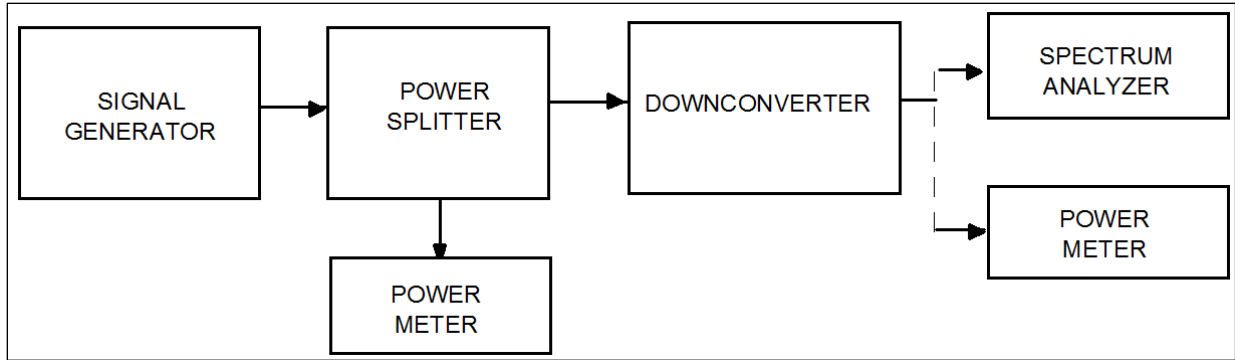 SIGNAL
GENERATOR
POWER
SPLITTER
DOWNCONVERTER
SPECTRUM
ANALYZER
POWER
METER
POWER
METER